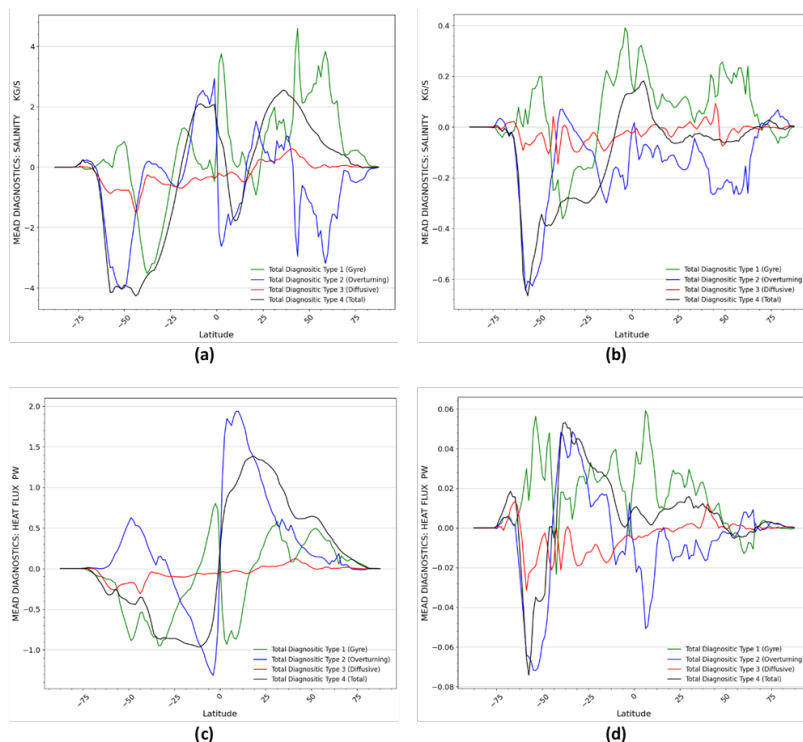 MEAD DIAGNOSTICS: SALINITY KG/S
4
2
0
−2
−4
−75
−50
−25
0
25
50
75
Latitude
Total Diagnositic Type 1 (Gyre)
Total Diagnositic Type 2 (Overturning)
Total Diagnositic Type 3 (Diffusive)
Total Diagnositic Type 4 (Total)
(a)
MEAD DIAGNOSTICS: SALINITY KG/S
0.4
0.2
0.0
−0.2
−0.4
−0.6
−75
−50
−25
0
25
50
75
Latitude
Total Diagnositic Type 1 (Gyre)
Total Diagnositic Type 2 (Overturning)
Total Diagnositic Type 3 (Diffusive)
Total Diagnositic Type 4 (Total)
(b)
MEAD DIAGNOSTICS: HEAT FLUX PW
2.0
1.5
1.0
0.5
0.0
−0.5
−1.0
−75
−50
−25
0
25
50
75
Latitude
Total Diagnositic Type 1 (Gyre)
Total Diagnositic Type 2 (Overturning)
Total Diagnositic Type 3 (Diffusive)
Total Diagnositic Type 4 (Total)
(c)
MEAD DIAGNOSTICS: HEAT FLUX PW
0.06
0.04
0.02
0.00
−0.02
−0.04
−0.06
−0.08
−75
−50
−25
0
25
50
75
Latitude
Total Diagnositic Type 1 (Gyre)
Total Diagnositic Type 2 (Overturning)
Total Diagnositic Type 3 (Diffusive)
Total Diagnositic Type 4 (Total)
(d)